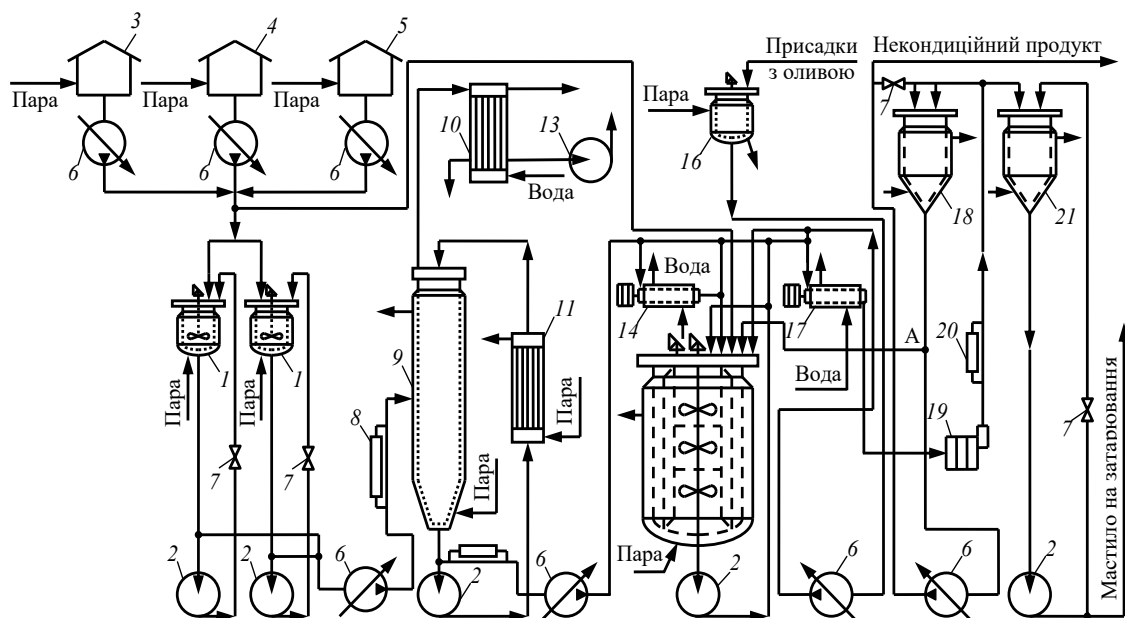 3
4
5
Присадки
з оливою
Некондиційний продукт
Пара
Пара
Пара
Пара
6
6
6
10
13
Вода
16
7
18
21
1
1
Пара
Пара
9
11
Вода
14
17
А
20
Вода
8
Пара
Пара
19
7
7
7
Мастило на затарювання
Пара
2
2
6
2
6
2
6
6
2